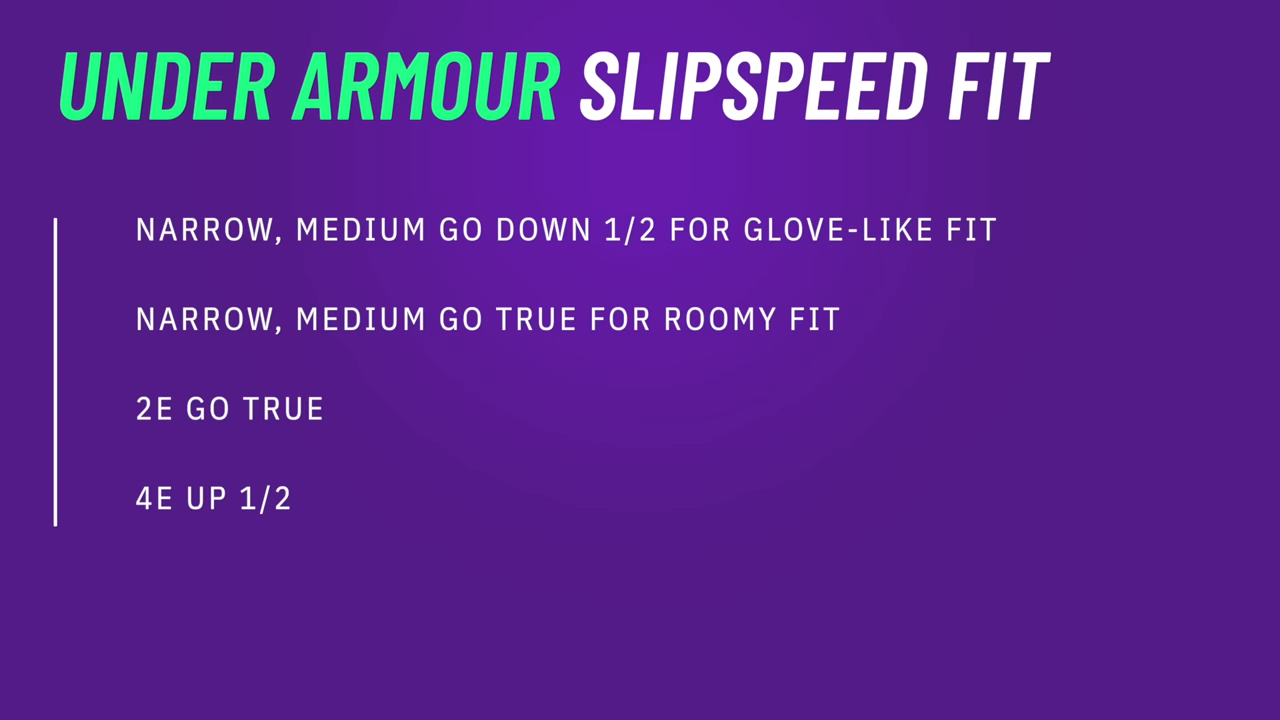 UNDER ARMOUR SLIPSPEED FIT
NARROW, MEDIUM GO DOWN 1/2 FOR GLOVE-LIKE FIT
NARROW, MEDIUM GO TRUE FOR ROOMY FIT
2E GO TRUE
4E UP 1/2